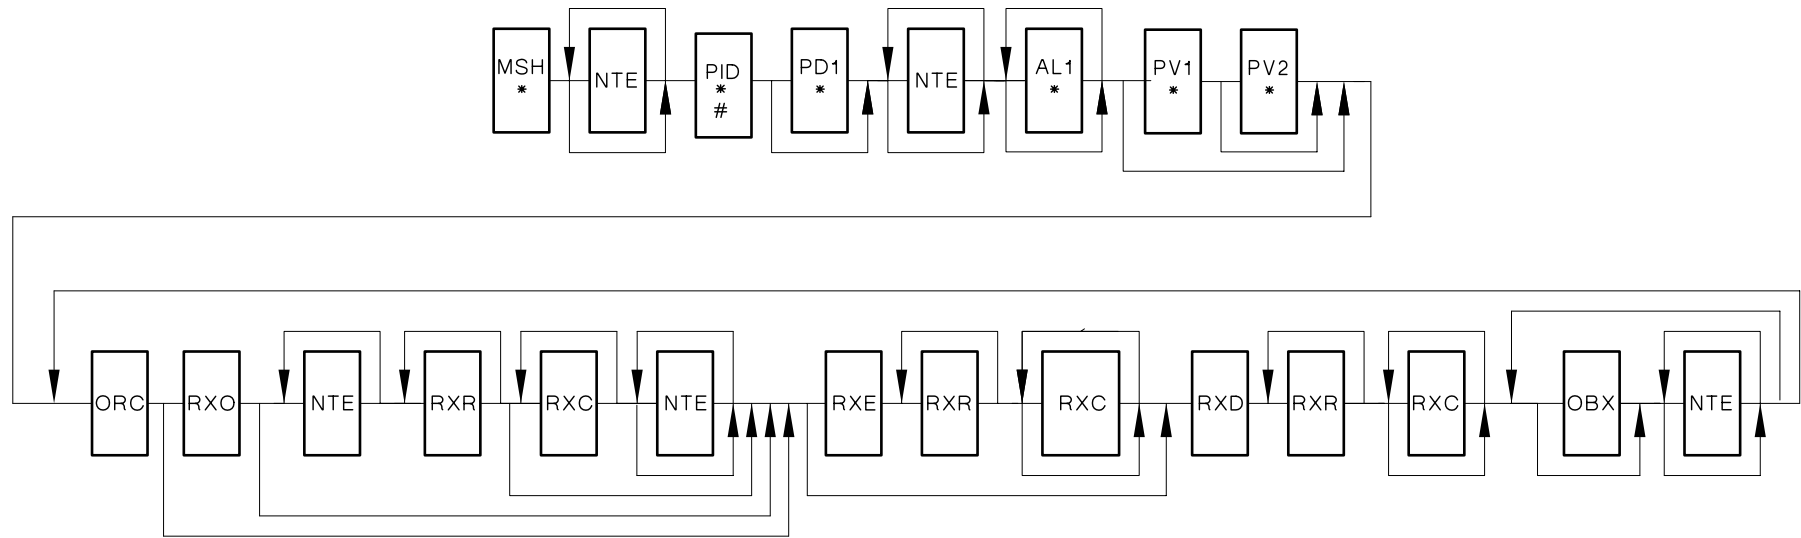 MSH
*
NTE
PID
*
#
PD1
*
NTE
AL1
*
PV1
*
PV2
*
ORC
RXO
NTE
RXR
RXC
NTE
RXE
RXR
RXC
RXD
RXR
RXC
OBX
NTE